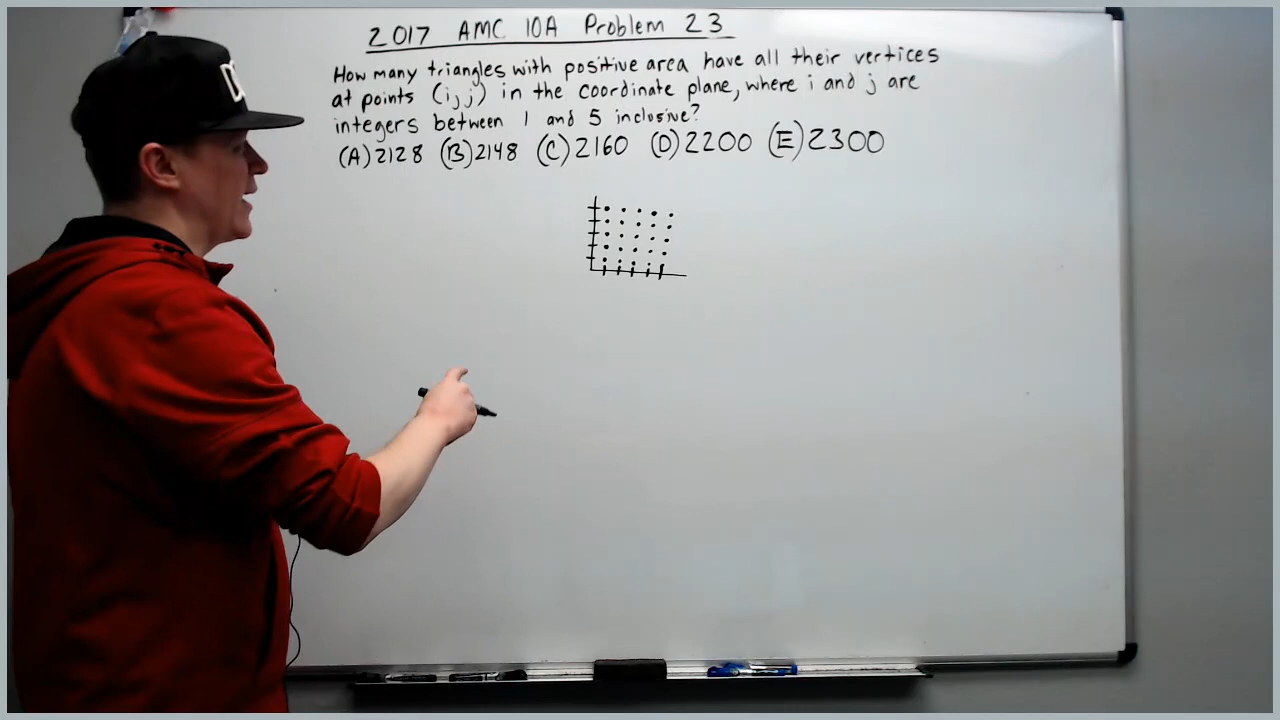 2017 AMC 10A Problem 23
How many triangles with positive area have all their vertices
at points (i,j) in the coordinate plane, where i and j are
integers between 1 and 5 inclusive?
(A) 2128 (B) 2148 (C) 2160 (D) 2200 (E) 2300